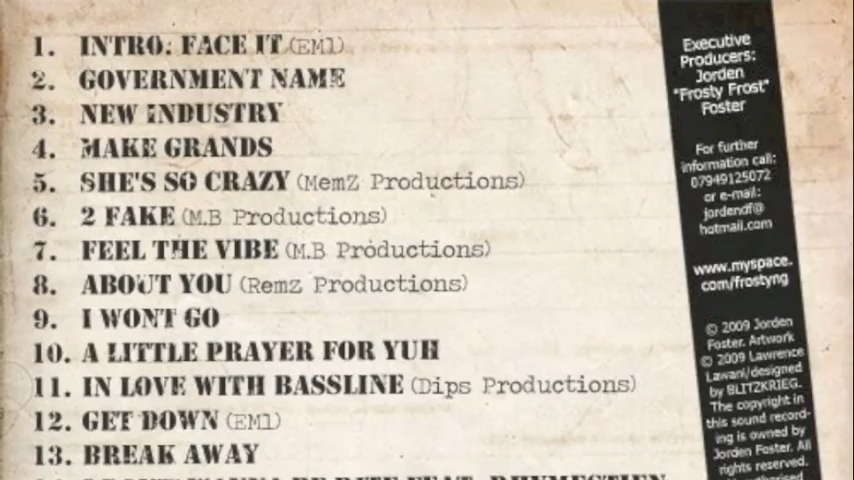 1. INTRO: FACE IT (EM1)
2. GOVERNMENT NAME
3. NEW INDUSTRY
4. MAKE GRANDS
5. SHE'S SO CRAZY (MemZ Productions)
6. 2 FAKE (M.B Productions)
7. FEEL THE VIBE (M.B Productions)
8. ABOUT YOU (Remz Productions)
9. I WONT GO
10. A LITTLE PRAYER FOR YUH
11. IN LOVE WITH BASSLINE (Dips Productions)
12. GET DOWN (EM1)
13. BREAK AWAY
Executive
Producers:
Jorden
"Frosty Frost"
Foster
For further
information call:
07949125072
or e-mail:
jordendf@
hotmail.com
www.myspace.
com/frostyng
© 2009 Jorden
Foster. Artwork
© 2009 Lawrence
Lawani/designed
by BLITZKRIEG.
The copyright in
this sound record-
ing is owned by
Jorden Foster. All
rights reserved.